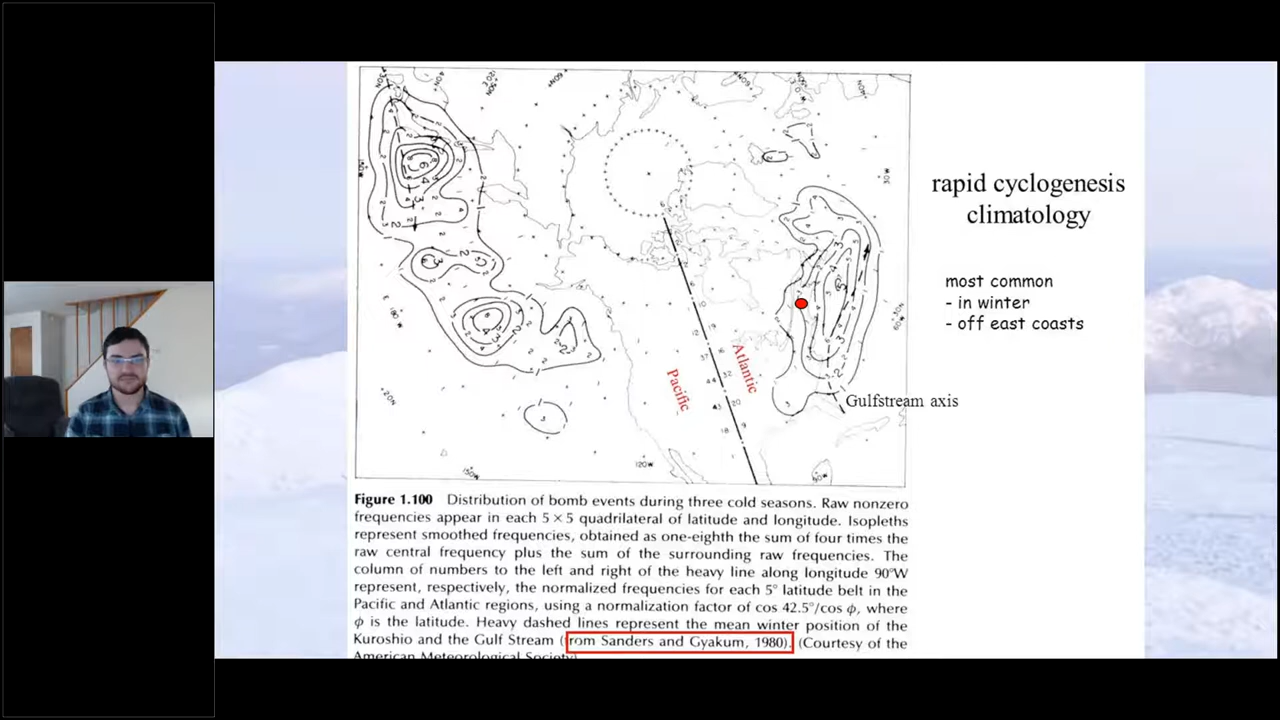 rapid cyclogenesis
climatology
most common
- in winter
- off east coasts
Pacific
Atlantic
Gulfstream axis
120W
Figure 1.100 Distribution of bomb events during three cold seasons. Raw nonzero
frequencies appear in each 5 × 5 quadrilateral of latitude and longitude. Isopleths
represent smoothed frequencies, obtained as one-eighth the sum of four times the
raw central frequency plus the sum of the surrounding raw frequencies. The
column of numbers to the left and right of the heavy line along longitude 90°W
represent, respectively, the normalized frequencies for each 5° latitude belt in the
Pacific and Atlantic regions, using a normalization factor of cos 42.5°/cos ϕ, where
ϕ is the latitude. Heavy dashed lines represent the mean winter position of the
Kuroshio and the Gulf Stream (from Sanders and Gyakum, 1980). (Courtesy of the
American Meteorological Society)